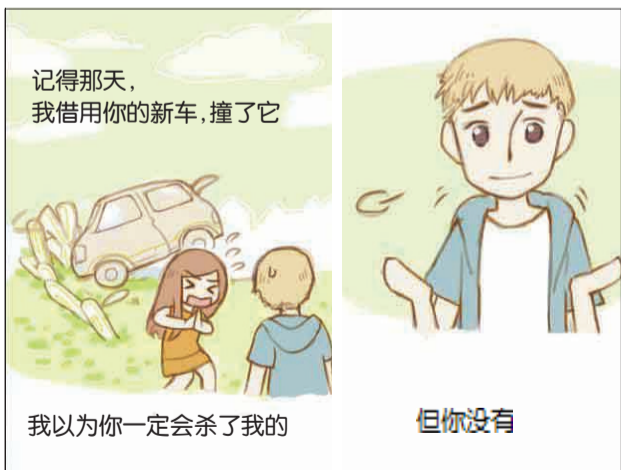 记得那天，
我借用你的新车，撞了它
我以为你一定会杀了我的
但你没有